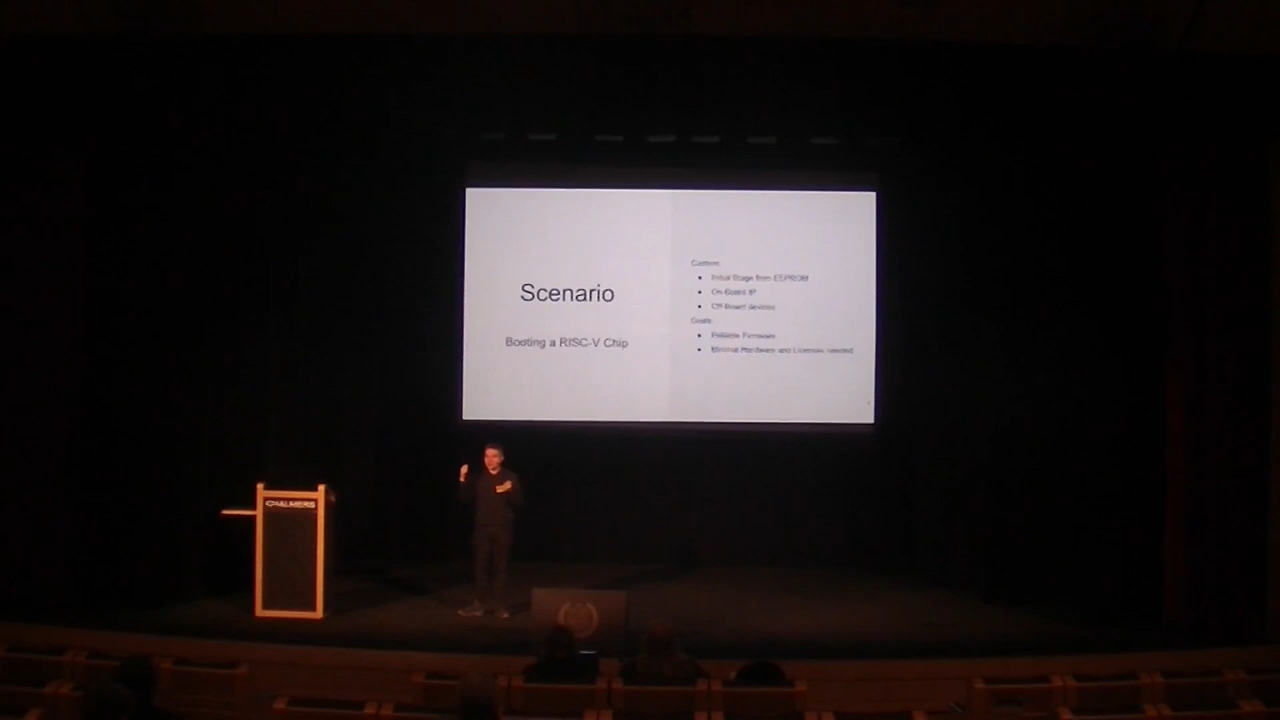 Scenario
Booting a RISC-V Chip
Custom:
Initial Stage from EEPROM
On-Board IP
Off-Board devices
Goals:
Reliable Firmware
Minimal Hardware and Licenses needed
CHALMERS